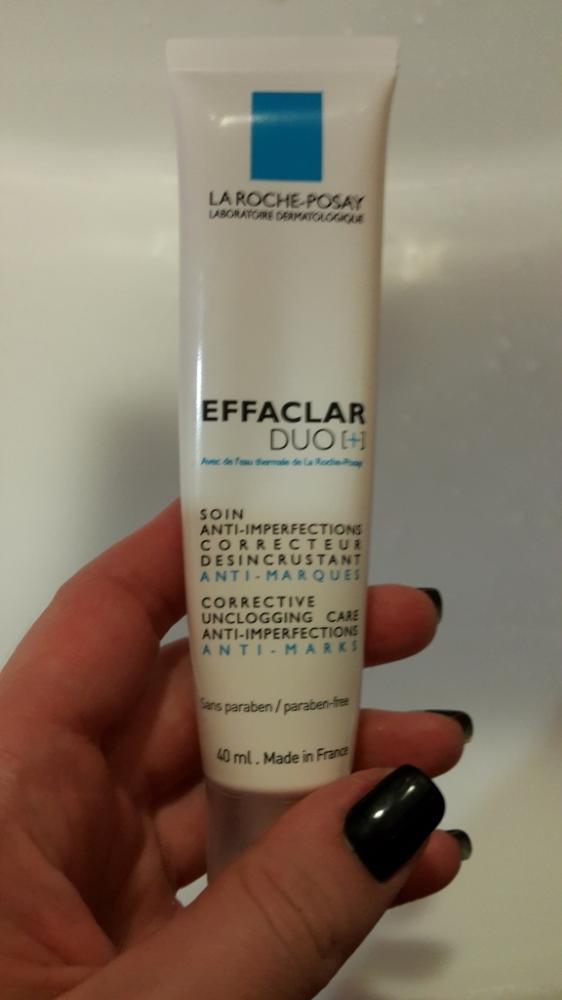 LA ROCHE-POSAY
LABORATOIRE DERMATOLOGIQUE
EFFACLAR
DUO [+]
Avec de l'eau thermale de La Roche-Posay
SOIN
ANTI-IMPERFECTIONS
CORRECTEUR
DESINCRUSTANT
ANTI-MARQUES
CORRECTIVE
UNCLOGGING CARE
ANTI-IMPERFECTIONS
ANTI-MARKS
Sans paraben / paraben-free
40 ml . Made in France